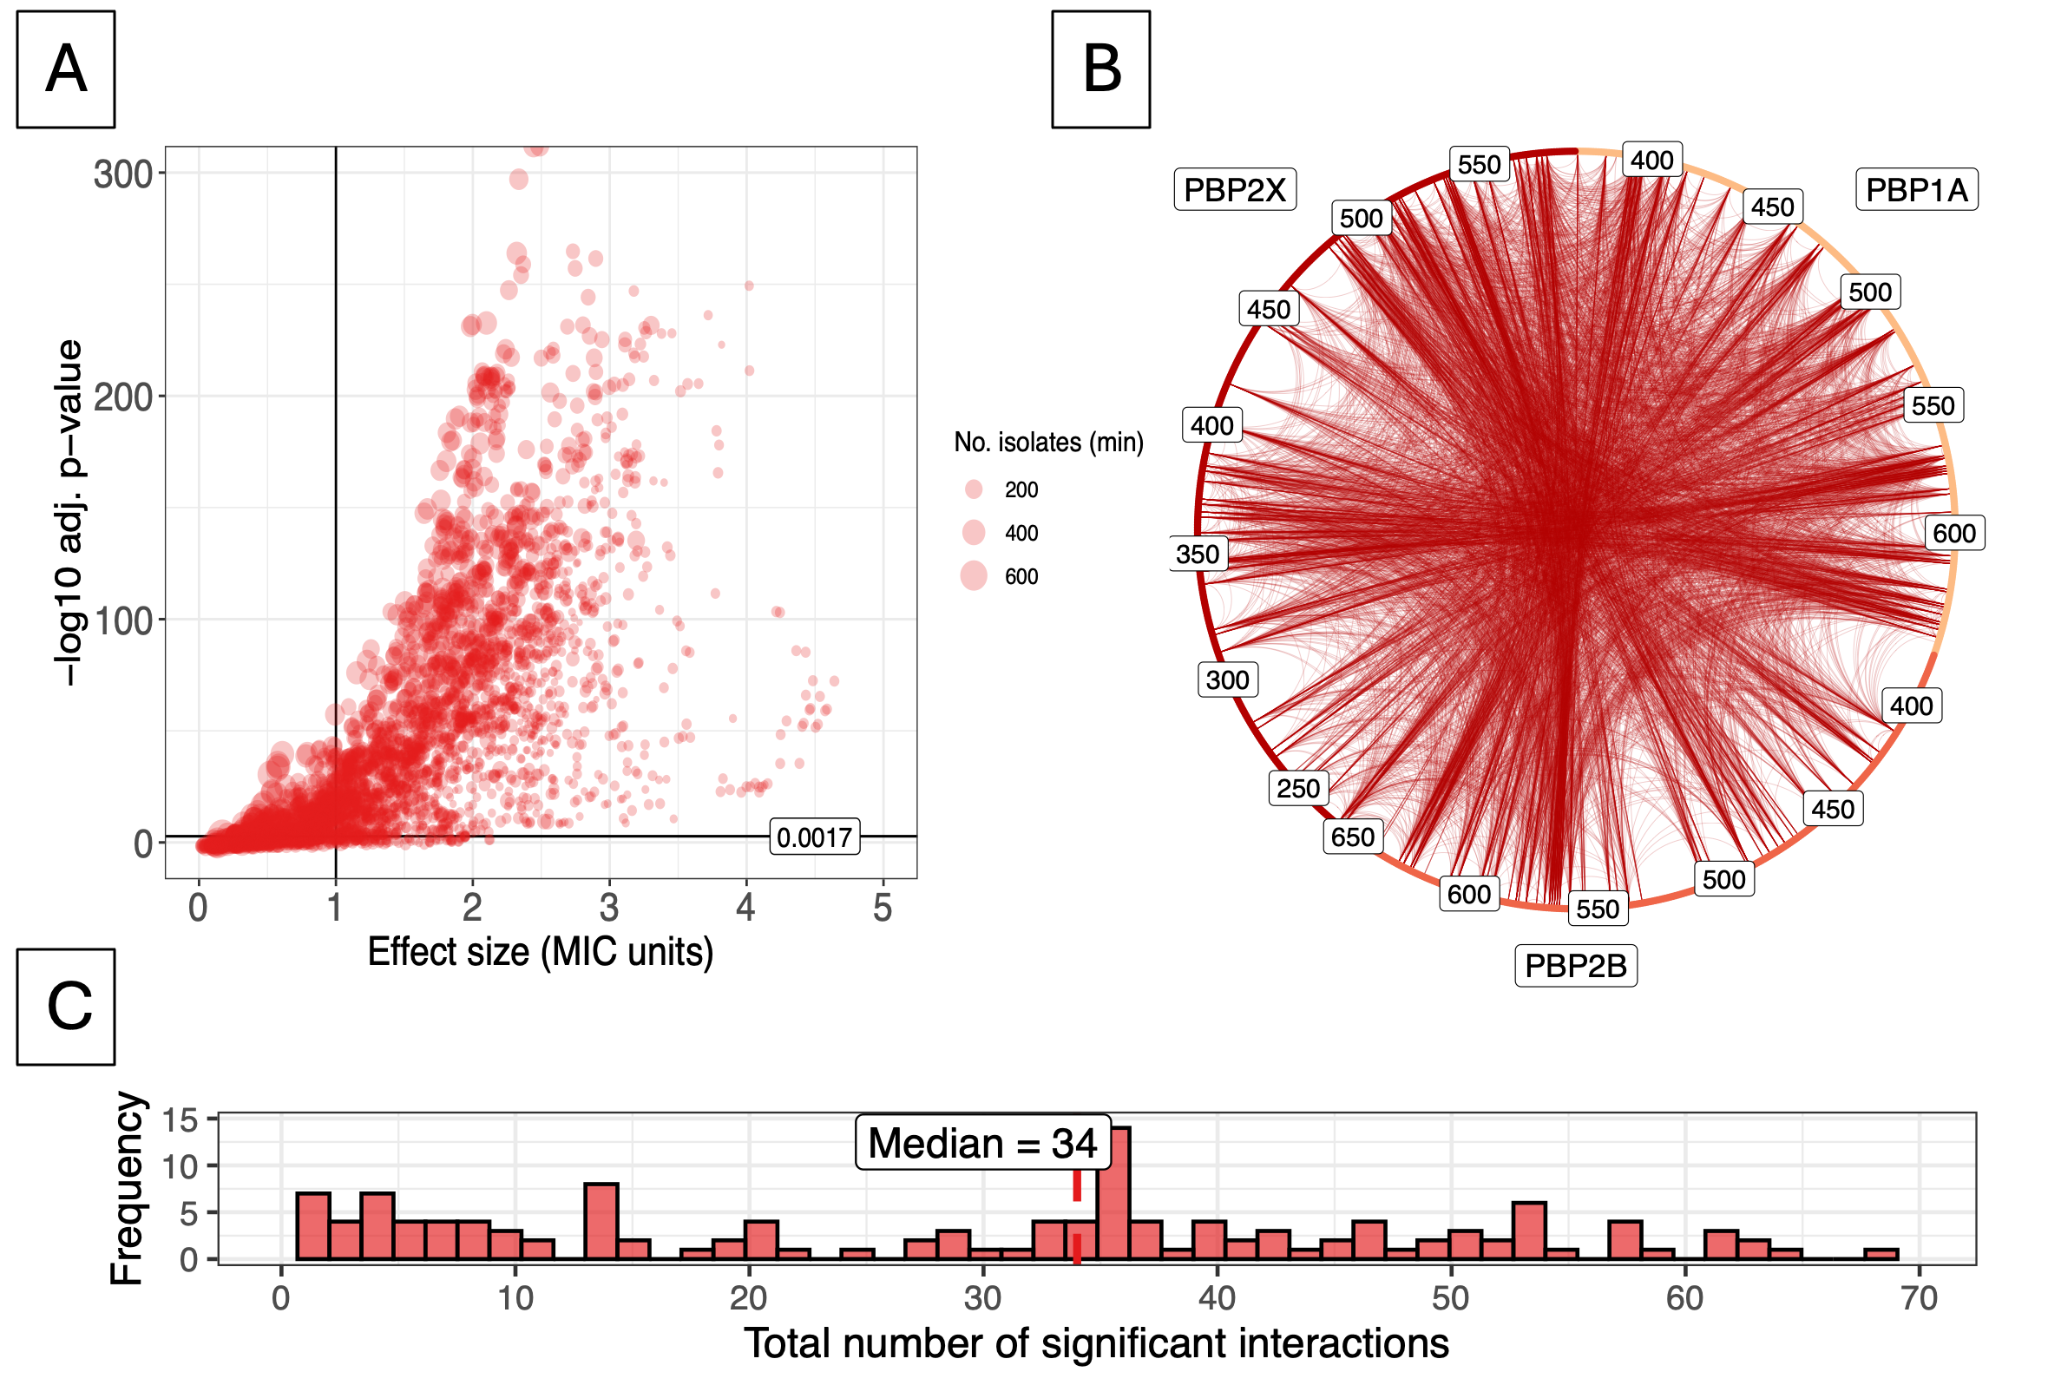 A
300
200
100
0
–log10 adj. p–value
0.0017
0 1 2 3 4 5
Effect size (MIC units)
No. isolates (min)
200
400
600
B
PBP2X
PBP1A
PBP2B
400
450
500
550
600
400
450
500
550
600
650
250
300
350
400
450
500
550
C
Frequency
15
10
5
0
Median = 34
0 10 20 30 40 50 60 70
Total number of significant interactions